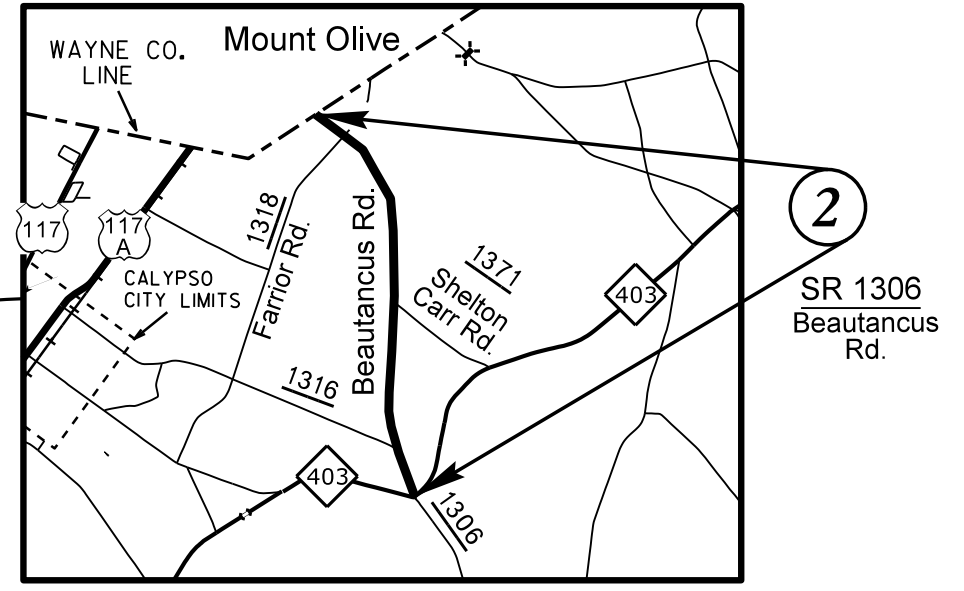 Mount Olive
WAYNE CO.
LINE
117
117
A
CALYPSO
CITY LIMITS
1318
Farrior Rd.
Beautancus Rd.
1371
Shelton
Carr Rd.
403
2
SR 1306
Beautancus
Rd.
1316
403
1306